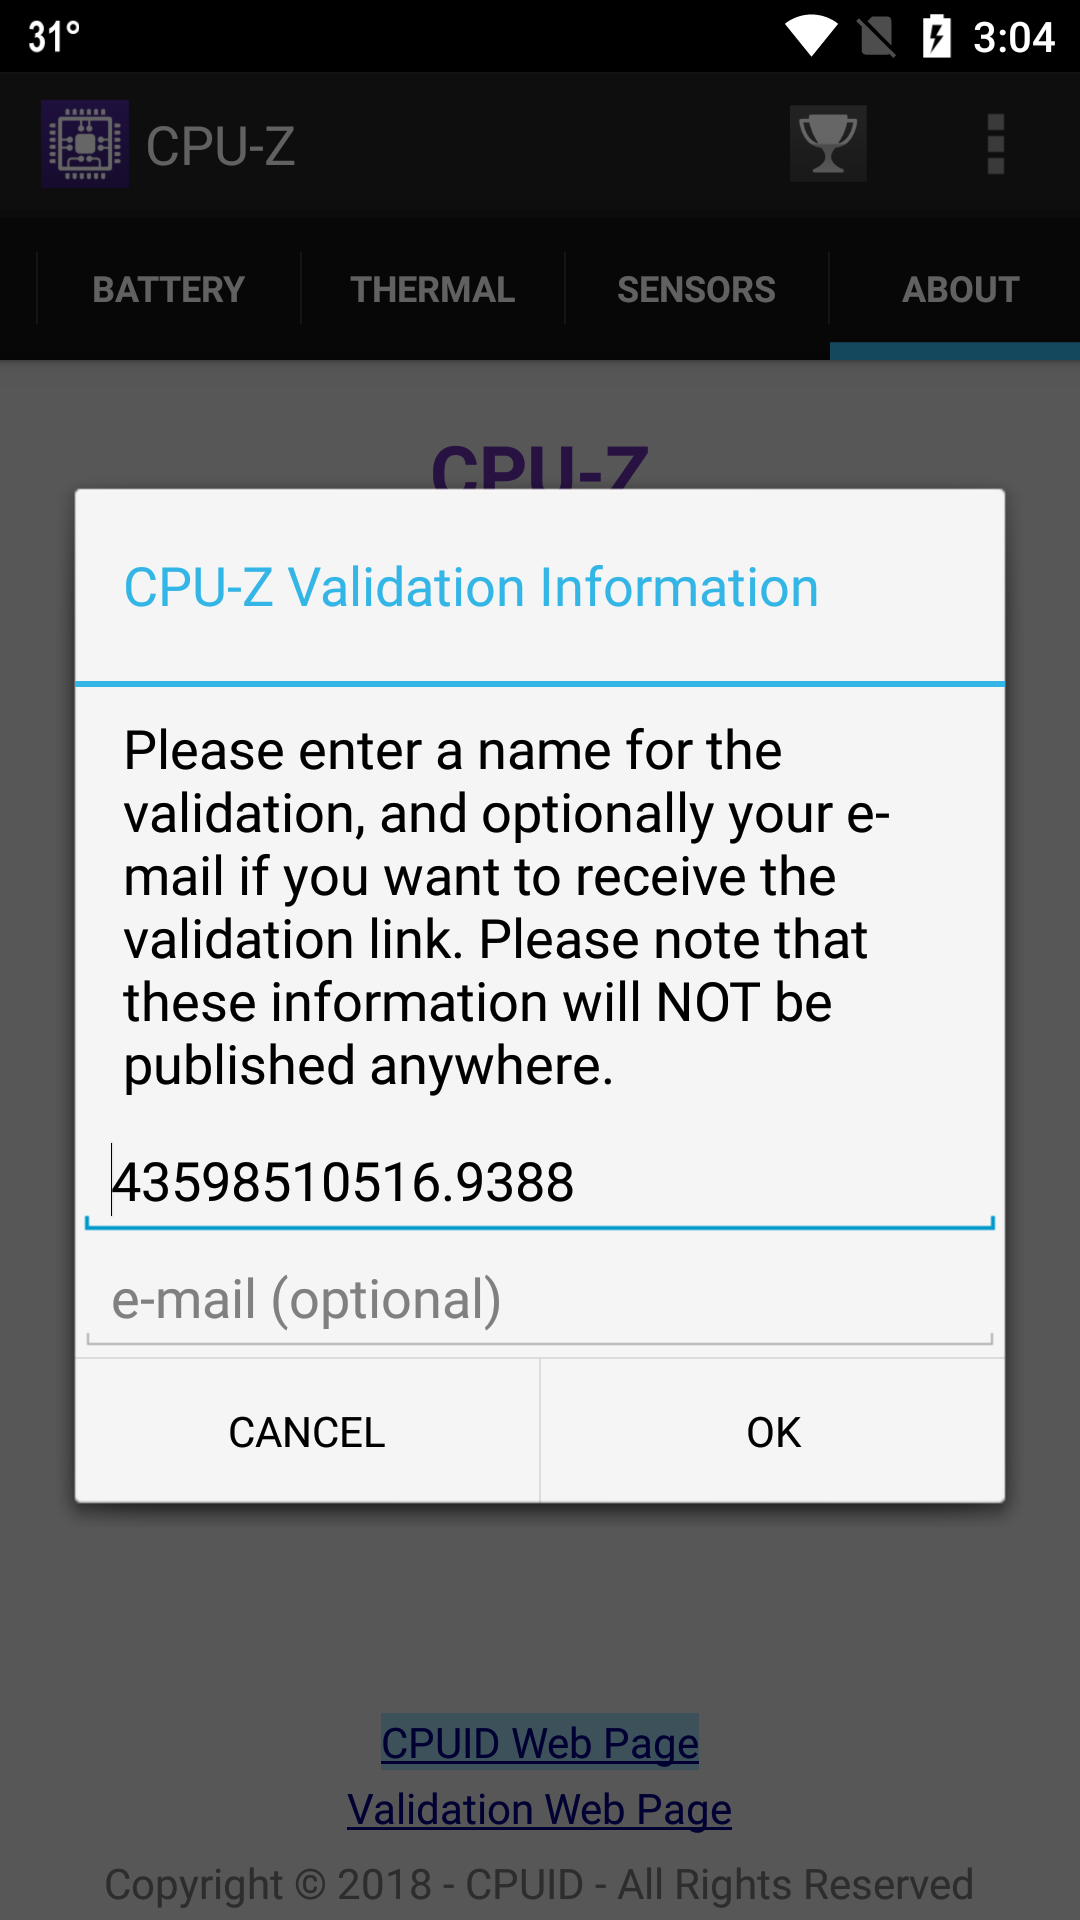 31°
3:04
CPU-Z
BATTERY
THERMAL
SENSORS
ABOUT
CPU-Z
CPU-Z Validation Information
Please enter a name for the
validation, and optionally your e-
mail if you want to receive the
validation link. Please note that
these information will NOT be
published anywhere.
43598510516.9388
e-mail (optional)
CANCEL
OK
CPUID Web Page
Validation Web Page
Copyright © 2018 - CPUID - All Rights Reserved